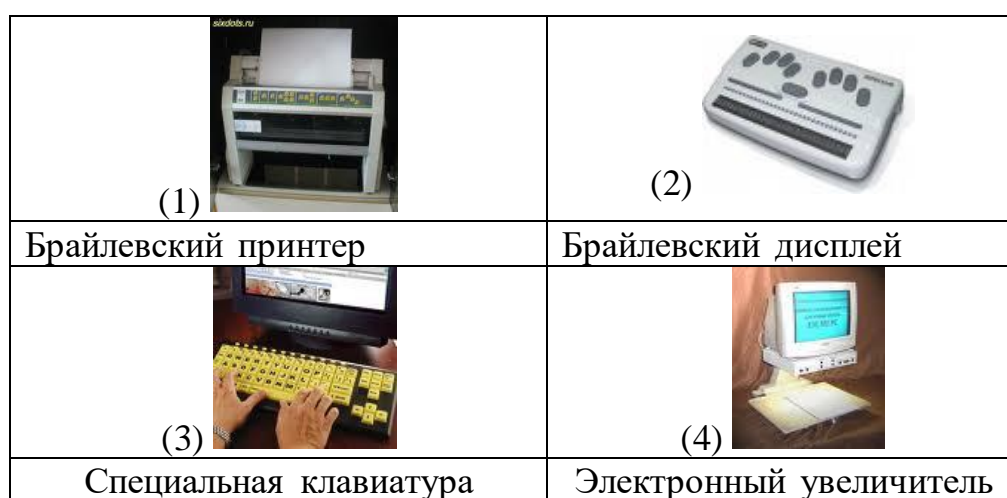 sixdots.ru
(1)
(2)
Брайлевский принтер
Брайлевский дисплей
(3)
(4)
Специальная клавиатура
Электронный увеличитель